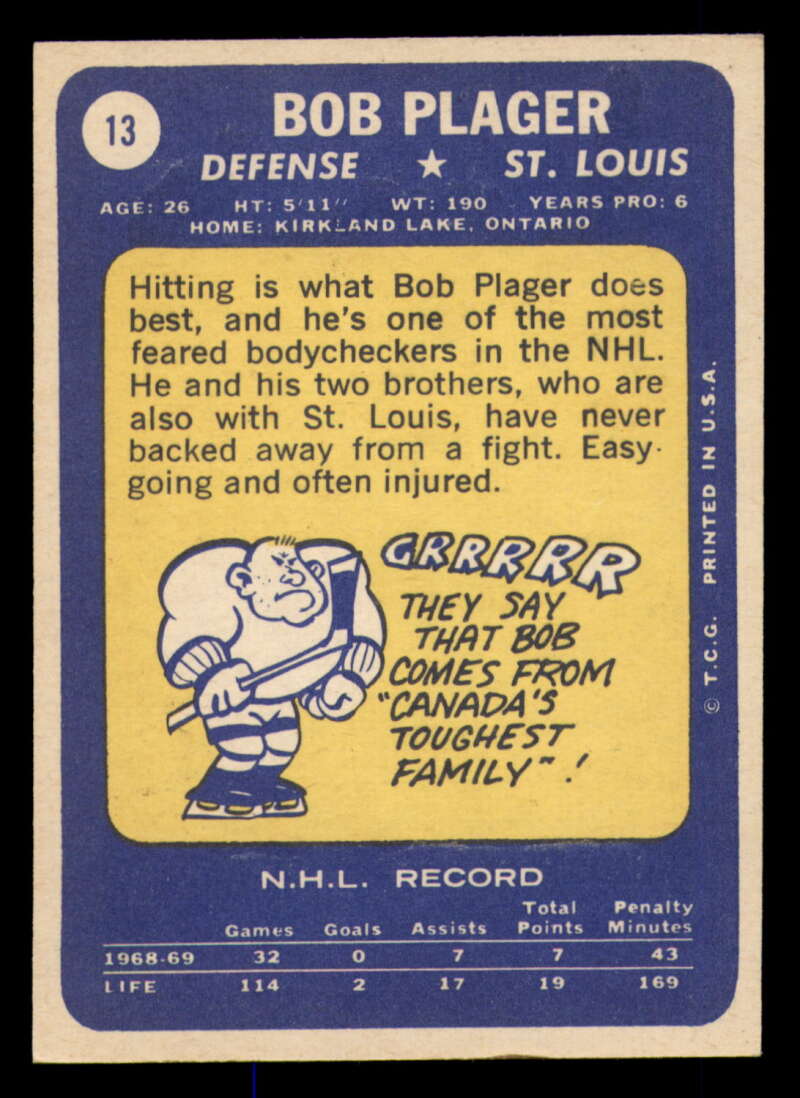 13
BOB PLAGER
DEFENSE ★ ST. LOUIS
AGE: 26 HT: 5'11" WT: 190 YEARS PRO: 6
HOME: KIRKLAND LAKE, ONTARIO
Hitting is what Bob Plager does
best, and he's one of the most
feared bodycheckers in the NHL.
He and his two brothers, who are
also with St. Louis, have never
backed away from a fight. Easy-
going and often injured.
GRRRRR
THEY SAY
THAT BOB
COMES FROM
"CANADA'S
TOUGHEST
FAMILY"!
© T.C.G. PRINTED IN U.S.A.
N.H.L. RECORD
Games Goals Assists Total Points Penalty Minutes
1968-69 32 0 7 7 43
LIFE 114 2 17 19 169